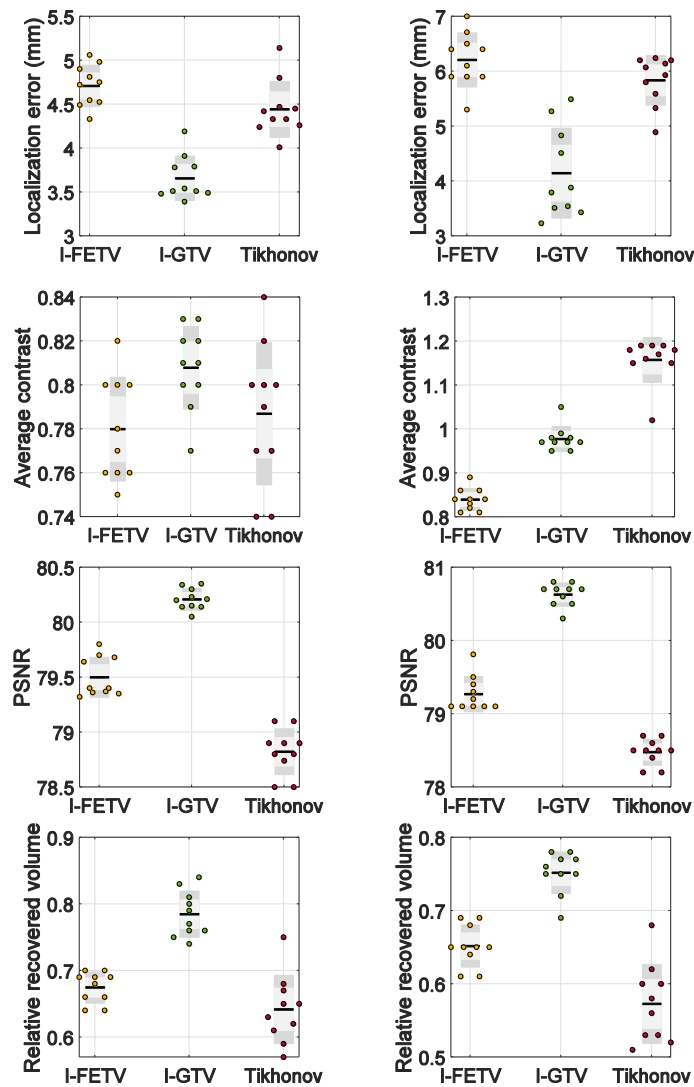 Localization error (mm)
5.5
5
4.5
4
3.5
3
I-FETV I-GTV Tikhonov
Localization error (mm)
7
6
5
4
3
I-FETV I-GTV Tikhonov
Average contrast
0.84
0.82
0.8
0.78
0.76
0.74
I-FETV I-GTV Tikhonov
Average contrast
1.3
1.2
1.1
1
0.9
0.8
I-FETV I-GTV Tikhonov
PSNR
80.5
80
79.5
79
78.5
I-FETV I-GTV Tikhonov
PSNR
81
80
79
78
I-FETV I-GTV Tikhonov
Relative recovered volume
0.9
0.8
0.7
0.6
I-FETV I-GTV Tikhonov
Relative recovered volume
0.8
0.7
0.6
0.5
I-FETV I-GTV Tikhonov